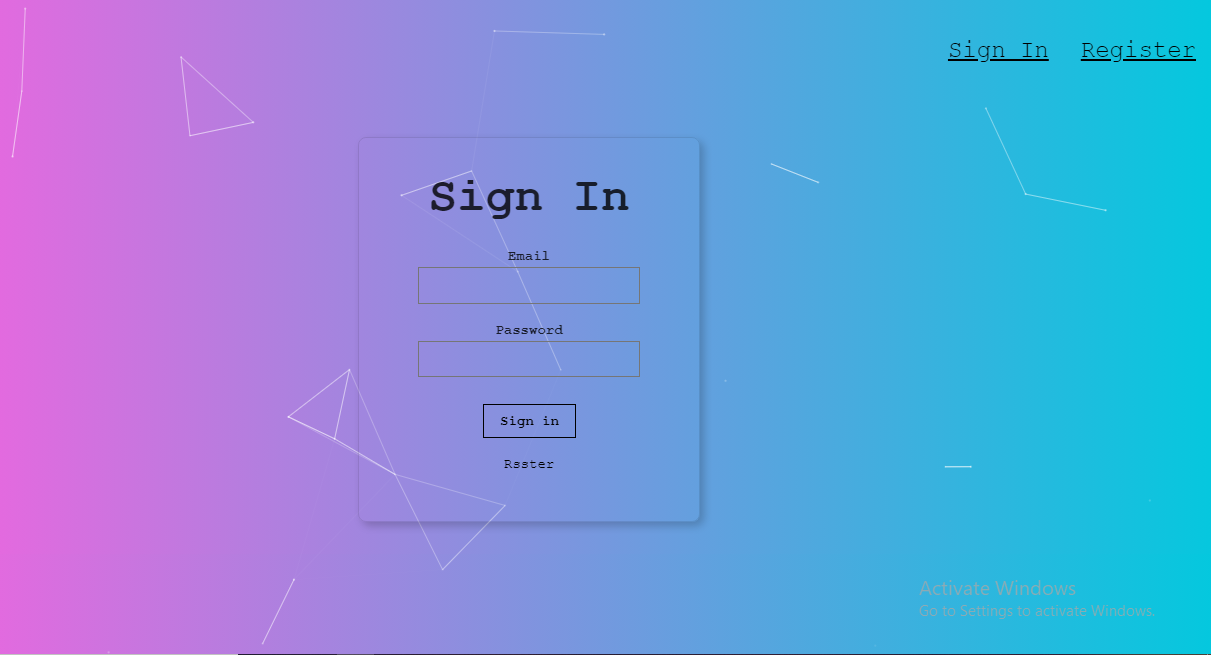 Sign In Register
Sign In
Email
Password
Sign in
Rsster
Activate Windows
Go to Settings to activate Windows.